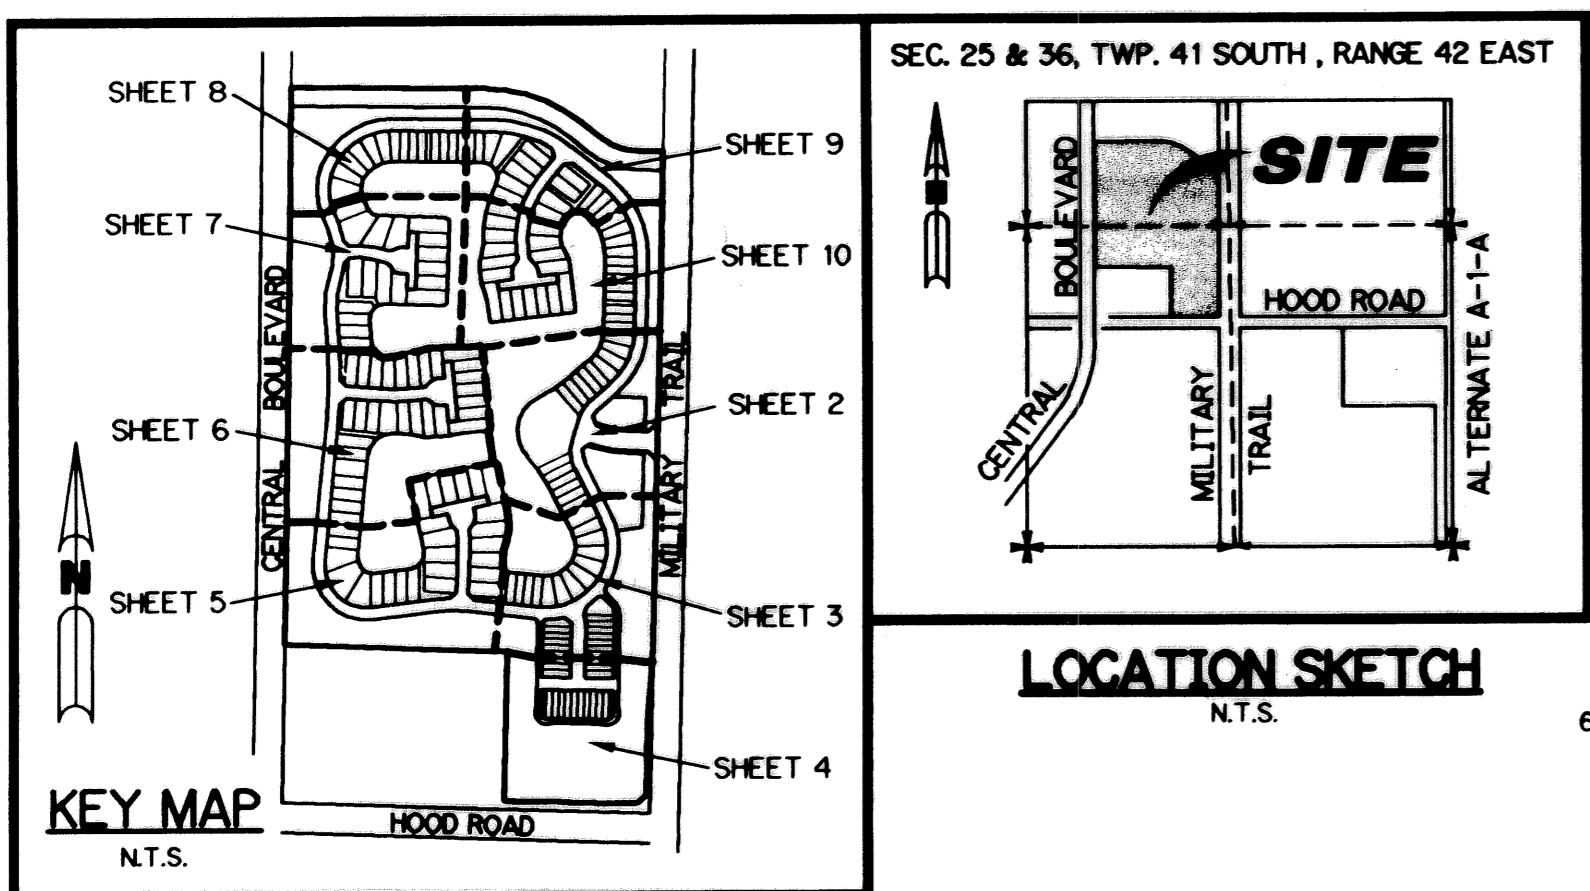 SHEET 8
SHEET 9
SHEET 7
SHEET 10
SHEET 2
SHEET 6
SHEET 5
SHEET 3
SHEET 4
CENTRAL BOULEVARD
MILITARY TRAIL
N
HOOD ROAD
KEY MAP
N.T.S.
SEC. 25 & 36, TWP. 41 SOUTH , RANGE 42 EAST
BOULEVARD
SITE
HOOD ROAD
CENTRAL
MILITARY
TRAIL
ALTERNATE A-1-A
LOCATION SKETCH
N.T.S.
6